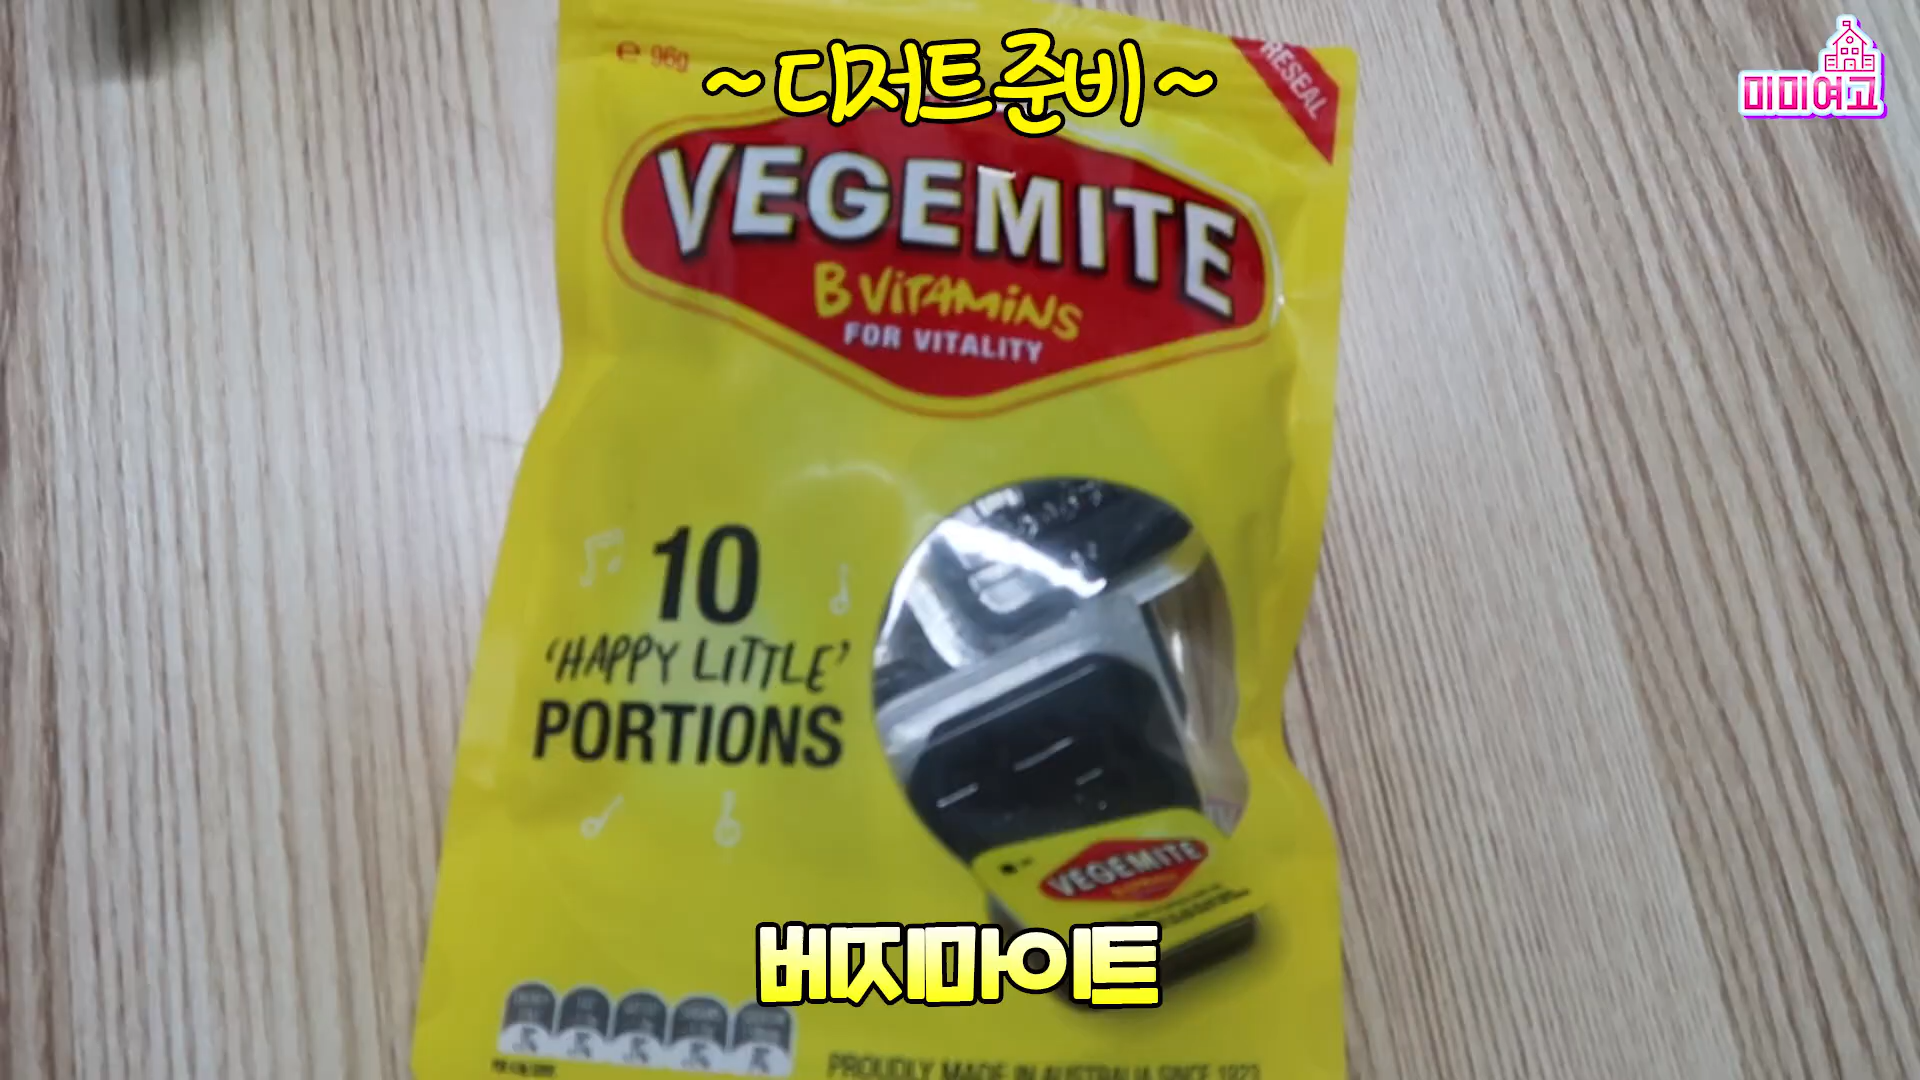 ~디저트 준비~
e 96g
RESEAL
미미여고
VEGEMITE
B VITAMINS
FOR VITALITY
10
'HAPPY LITTLE'
PORTIONS
VEGEMITE
버지마이트
PROUDLY MADE IN AUSTRALIA SINCE 1923